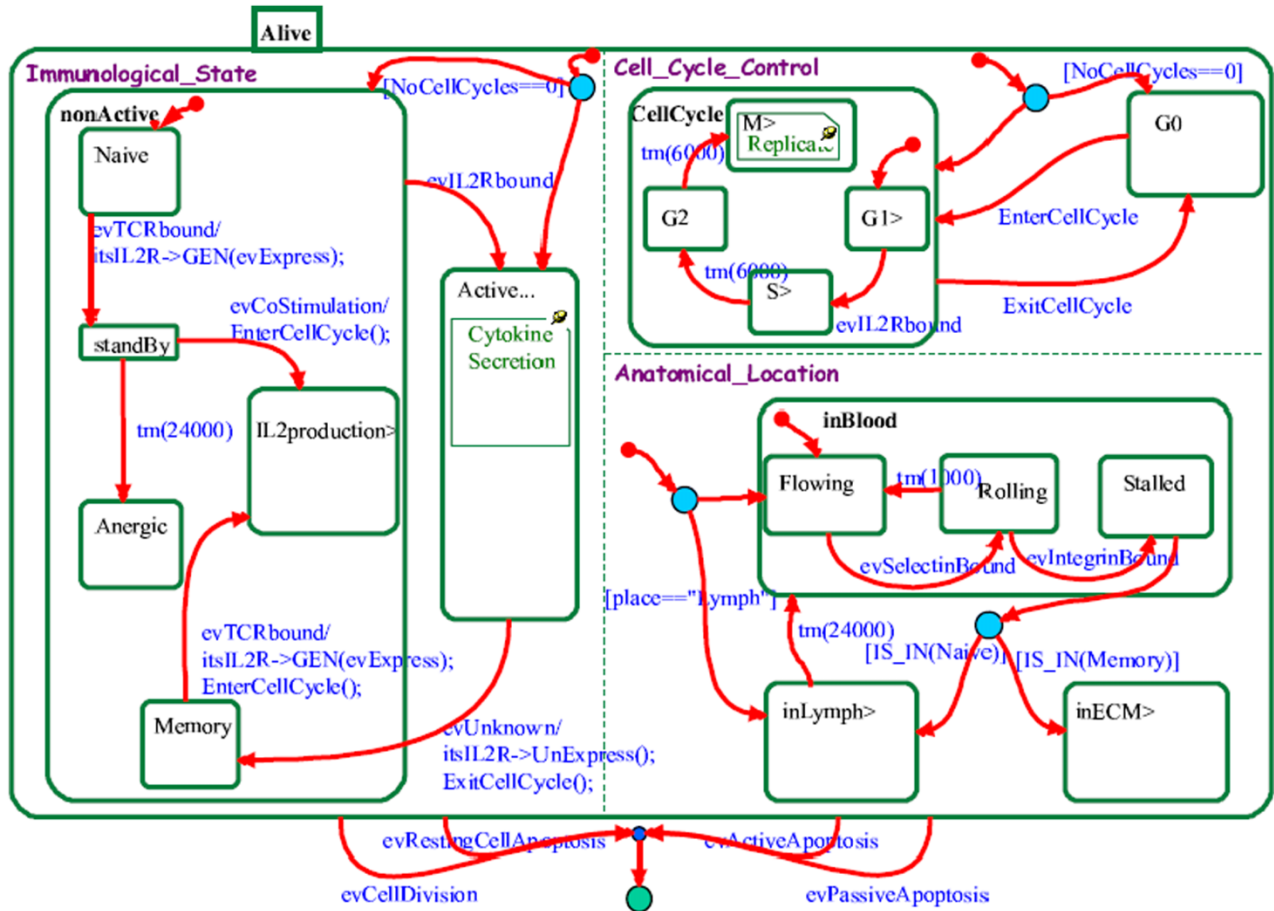 Alive
Immunological_State
[NoCellCycles==0]
nonActive
Naive
evIL2Rbound
evTCRbound/
itsIL2R->GEN(evExpress);
Active...
Cytokine
Secretion
evCoStimulation/
EnterCellCycle();
standBy
tm(24000)
IL2production>
Anergic
evTCRbound/
itsIL2R->GEN(evExpress);
EnterCellCycle();
Memory
evUnknown/
itsIL2R->UnExpress();
ExitCellCycle();
Cell_Cycle_Control
[NoCellCycles==0]
CellCycle
M>
Replicate
G0
tm(6000)
G2
G1>
EnterCellCycle
tm(6000)
S>
evIL2Rbound
ExitCellCycle
Anatomical_Location
inBlood
Flowing
tm(1000)
Rolling
Stalled
evSelectinBound
evIntegrinBound
[place=="Lymph"]
tm(24000)
[IS_IN(Naive)]
[IS_IN(Memory)]
inLymph>
inECM>
evRestingCellApoptosis
evActiveApoptosis
evCellDivision
evPassiveApoptosis